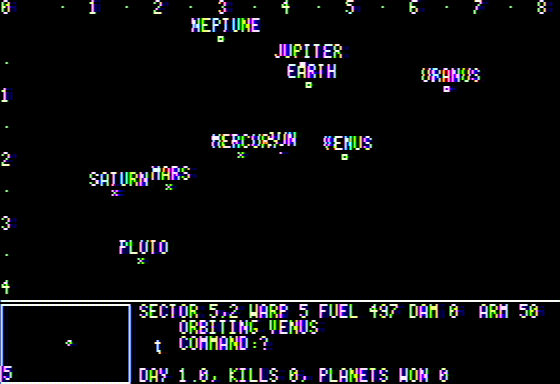 0 · 1 · 2 · 3 · 4 · 5 · 6 · 7 · 8
NEPTUNE
JUPITER
EARTH
URANUS
1
MERCURY SUN VENUS
2
SATURN MARS
3
PLUTO
4
SECTOR 5,2 WARP 5 FUEL 497 DAM 0 ARM 50
ORBITING VENUS
t COMMAND:?
5
DAY 1.0, KILLS 0, PLANETS WON 0